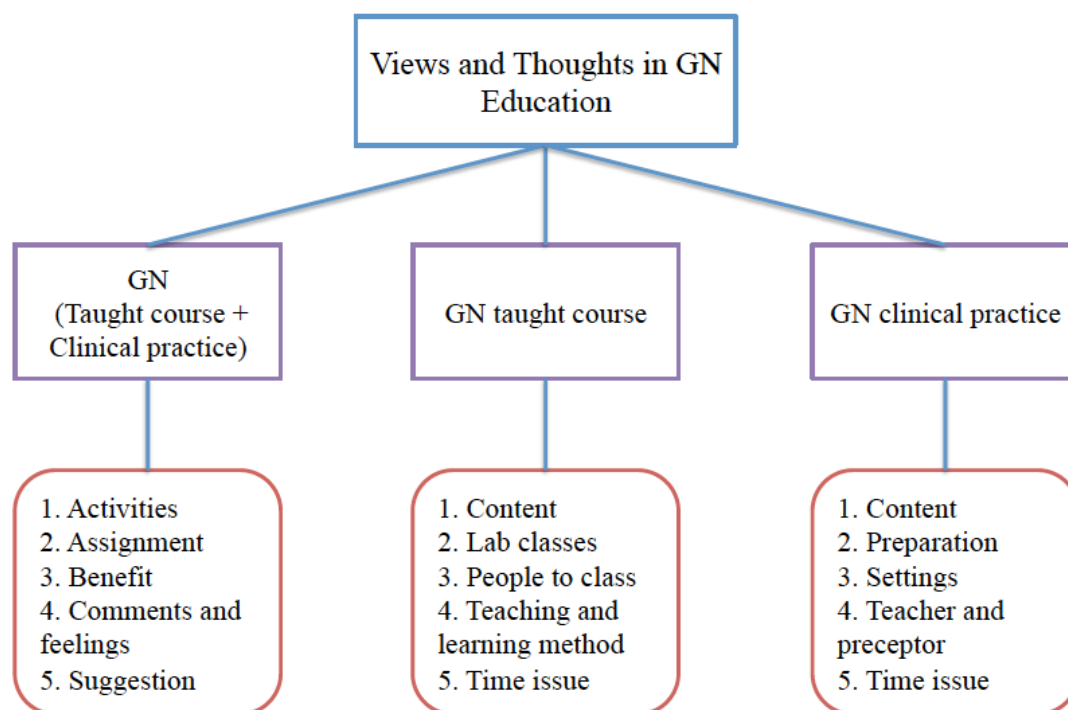 Views and Thoughts in GN
Education
GN
(Taught course +
Clinical practice)
GN taught course
GN clinical practice
1. Activities
2. Assignment
3. Benefit
4. Comments and
feelings
5. Suggestion
1. Content
2. Lab classes
3. People to class
4. Teaching and
learning method
5. Time issue
1. Content
2. Preparation
3. Settings
4. Teacher and
preceptor
5. Time issue